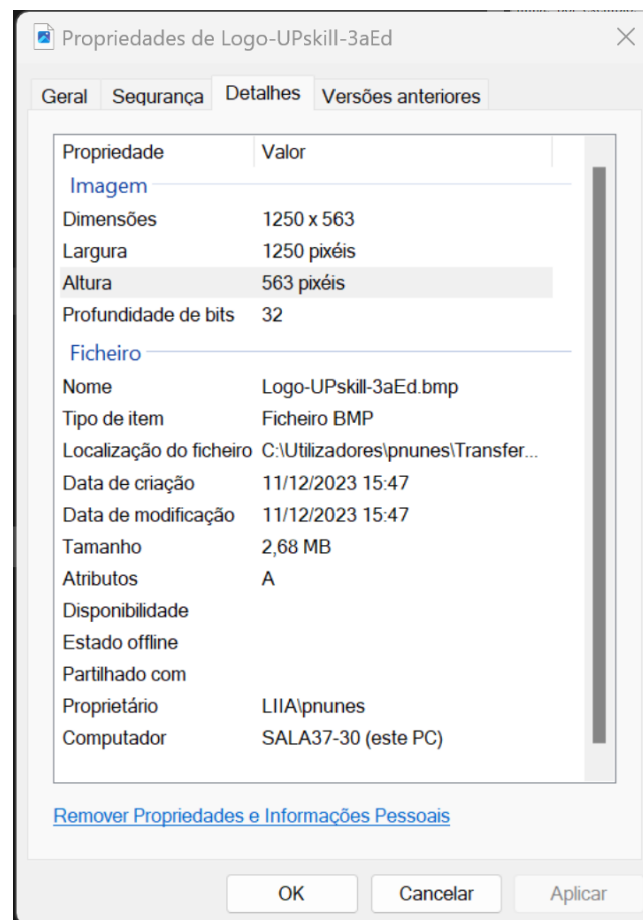 Propriedades de Logo-UPskill-3aEd
Geral Segurança Detalhes Versões anteriores
Propriedade Valor
Imagem
Dimensões 1250 x 563
Largura 1250 pixéis
Altura 563 pixéis
Profundidade de bits 32
Ficheiro
Nome Logo-UPskill-3aEd.bmp
Tipo de item Ficheiro BMP
Localização do ficheiro C:\Utilizadores\pnunes\Transfer...
Data de criação 11/12/2023 15:47
Data de modificação 11/12/2023 15:47
Tamanho 2,68 MB
Atributos A
Disponibilidade
Estado offline
Partilhado com
Proprietário LIIA\pnunes
Computador SALA37-30 (este PC)
Remover Propriedades e Informações Pessoais
OK Cancelar Aplicar